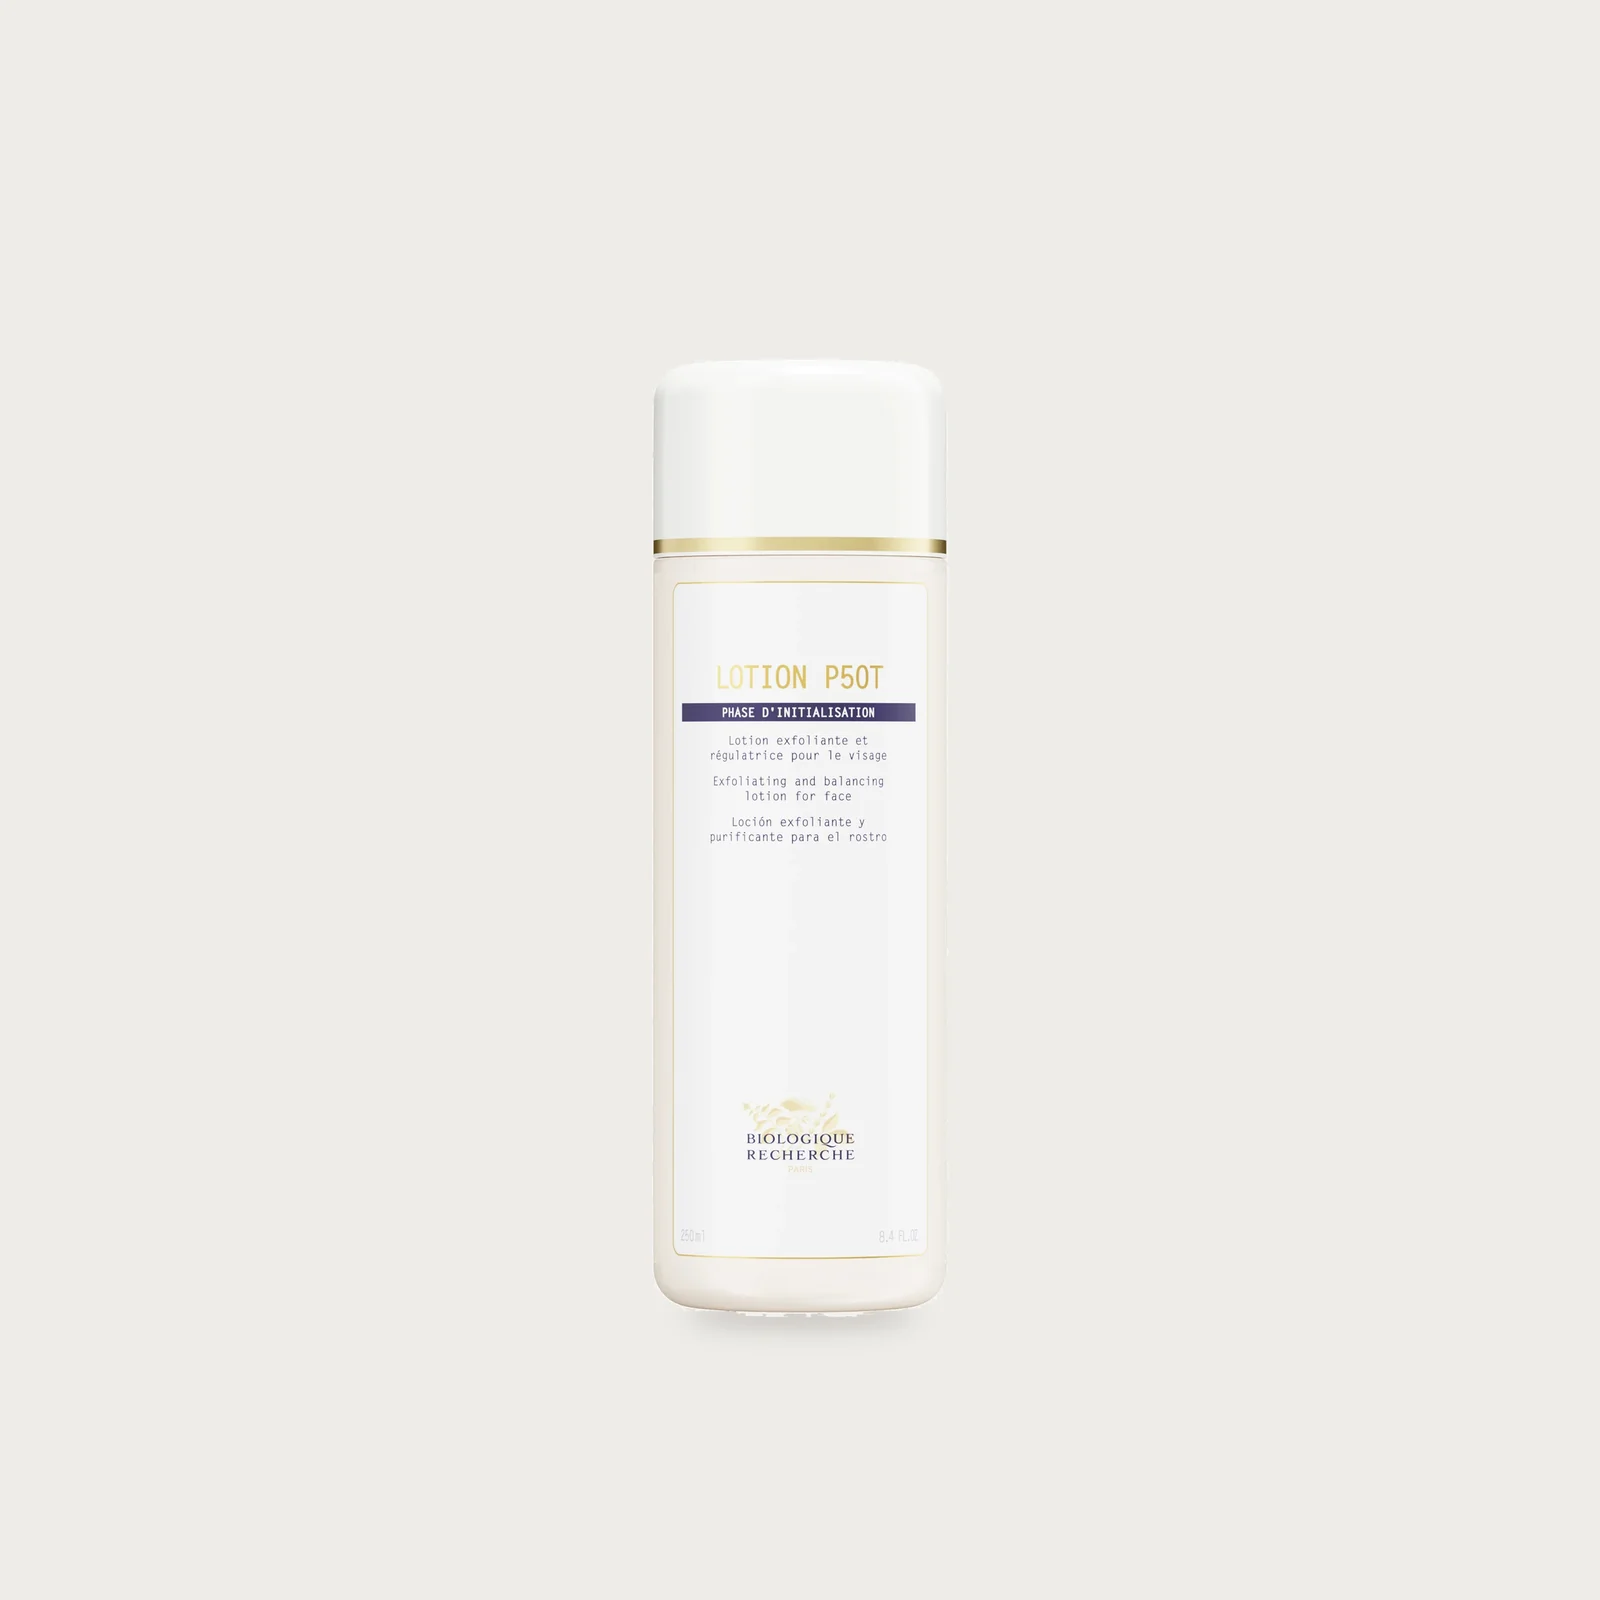 LOTION P50T
PHASE D'INITIALISATION
Lotion exfoliante et
régulatrice pour le visage
Exfoliating and balancing
lotion for face
Loción exfoliante y
purificante para el rostro
BIOLOGIQUE
RECHERCHE
PARIS
250ml
8.4 FL.OZ